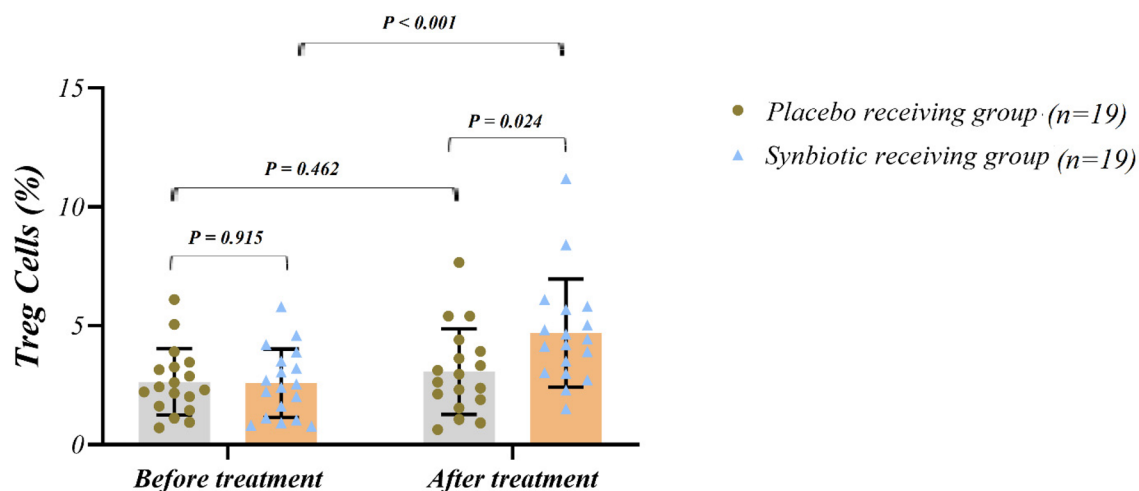 P < 0.001
15
P = 0.024
Placebo receiving group (n=19)
Synbiotic receiving group (n=19)
P = 0.462
10
P = 0.915
5
0
Treg Cells (%)
Before treatment
After treatment